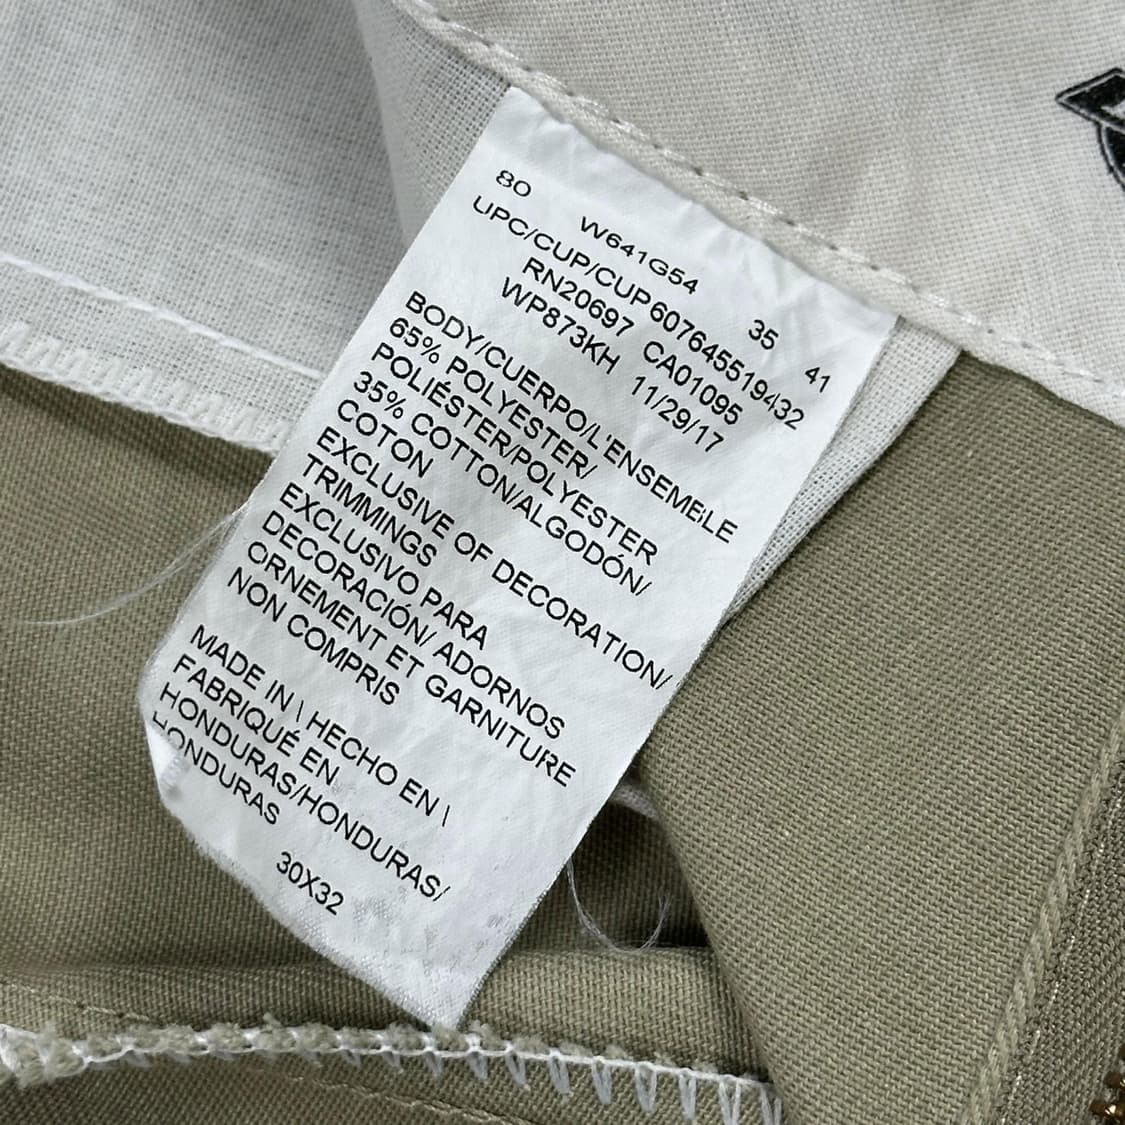 80 W641G54 35 41
UPC/CUP/CUP607645519432
RN20697 CA01095
WP873KH 11/29/17
BODY/CUERPO/L'ENSEMBLE
65% POLYESTER/
POLIÉSTER/POLYESTER
35% COTTON/ALGODÓN/
COTON
EXCLUSIVE OF DECORATION/
TRIMMINGS
EXCLUSIVO PARA
DECORACIÓN/ ADORNOS
ORNEMENT ET GARNITURE
NON COMPRIS
MADE IN \ HECHO EN \
FABRIQUÉ EN
HONDURAS/HONDURAS/
HONDURAS
30X32